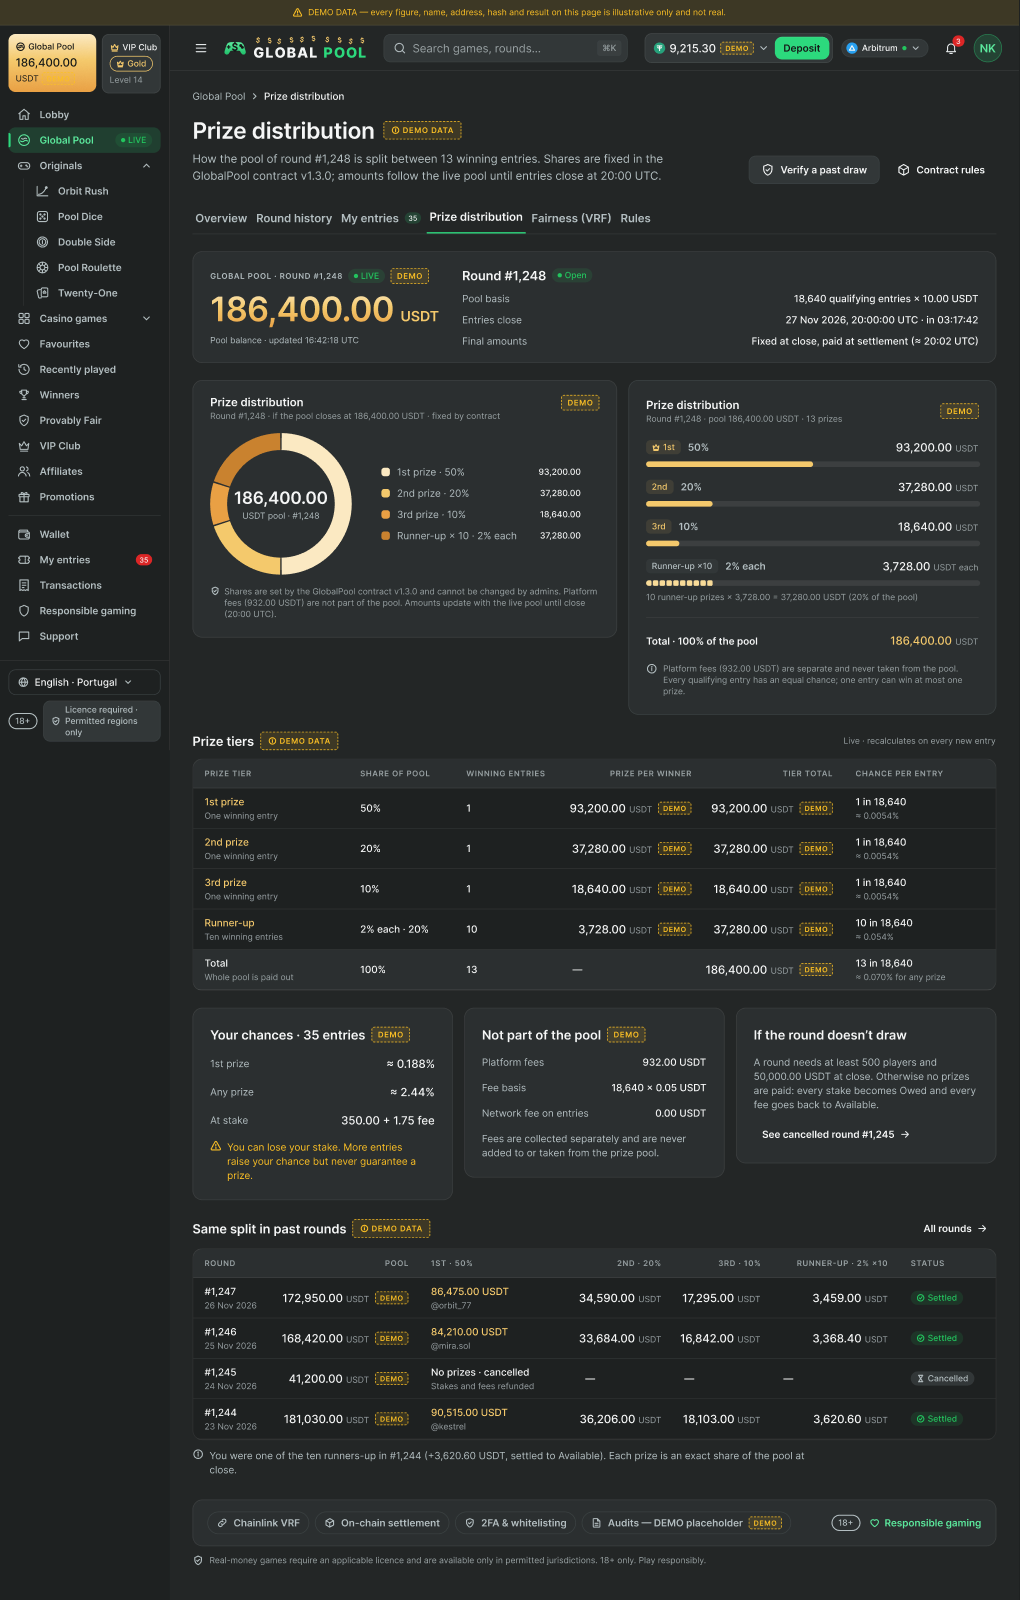 DEMO DATA — every figure, name, address, hash and result on this page is illustrative only and not real.
Global Pool
186,400.00
USDT
VIP Club
Gold
Level 14
Lobby
Global Pool
LIVE
Originals
Orbit Rush
Pool Dice
Double Side
Pool Roulette
Twenty-One
Casino games
Favourites
Recently played
Winners
Provably Fair
VIP Club
Affiliates
Promotions
Wallet
My entries
35
Transactions
Responsible gaming
Support
English · Portugal
18+
Licence required ·
Permitted regions
only
GLOBAL POOL
Search games, rounds...
⌘K
9,215.30 DEMO
Deposit
Arbitrum
3
NK
Global Pool > Prize distribution
Prize distribution DEMO DATA
How the pool of round #1,248 is split between 13 winning entries. Shares are fixed in the
GlobalPool contract v1.3.0; amounts follow the live pool until entries close at 20:00 UTC.
Verify a past draw
Contract rules
Overview Round history My entries 35 Prize distribution Fairness (VRF) Rules
GLOBAL POOL · ROUND #1,248 LIVE DEMO
186,400.00 USDT
Pool balance · updated 16:42:18 UTC
Round #1,248 Open
Pool basis 18,640 qualifying entries × 10.00 USDT
Entries close 27 Nov 2026, 20:00:00 UTC · in 03:17:42
Final amounts Fixed at close, paid at settlement (≈ 20:02 UTC)
Prize distribution DEMO
Round #1,248 · if the pool closes at 186,400.00 USDT · fixed by contract
186,400.00
USDT pool · #1,248
1st prize · 50% 93,200.00
2nd prize · 20% 37,280.00
3rd prize · 10% 18,640.00
Runner-up × 10 · 2% each 37,280.00
Shares are set by the GlobalPool contract v1.3.0 and cannot be changed by admins. Platform
fees (932.00 USDT) are not part of the pool. Amounts update with the live pool until close
(20:00 UTC).
Prize distribution
Round #1,248 · pool 186,400.00 USDT · 13 prizes
DEMO
1st 50% 93,200.00 USDT
2nd 20% 37,280.00 USDT
3rd 10% 18,640.00 USDT
Runner-up ×10 2% each 3,728.00 USDT each
10 runner-up prizes × 3,728.00 = 37,280.00 USDT (20% of the pool)
Total · 100% of the pool 186,400.00 USDT
Platform fees (932.00 USDT) are separate and never taken from the pool.
Every qualifying entry has an equal chance; one entry can win at most one
prize.
Prize tiers DEMO DATA
Live · recalculates on every new entry
PRIZE TIER SHARE OF POOL WINNING ENTRIES PRIZE PER WINNER TIER TOTAL CHANCE PER ENTRY
1st prize 50% 1 93,200.00 USDT DEMO 93,200.00 USDT DEMO 1 in 18,640
One winning entry ≈ 0.0054%
2nd prize 20% 1 37,280.00 USDT DEMO 37,280.00 USDT DEMO 1 in 18,640
One winning entry ≈ 0.0054%
3rd prize 10% 1 18,640.00 USDT DEMO 18,640.00 USDT DEMO 1 in 18,640
One winning entry ≈ 0.0054%
Runner-up 2% each · 20% 10 3,728.00 USDT DEMO 37,280.00 USDT DEMO 10 in 18,640
Ten winning entries ≈ 0.054%
Total 100% 13 — 186,400.00 USDT DEMO 13 in 18,640
Whole pool is paid out ≈ 0.070% for any prize
Your chances · 35 entries DEMO
1st prize ≈ 0.188%
Any prize ≈ 2.44%
At stake 350.00 + 1.75 fee
You can lose your stake. More entries
raise your chance but never guarantee a
prize.
Not part of the pool DEMO
Platform fees 932.00 USDT
Fee basis 18,640 × 0.05 USDT
Network fee on entries 0.00 USDT
Fees are collected separately and are never
added to or taken from the prize pool.
If the round doesn't draw
A round needs at least 500 players and
50,000.00 USDT at close. Otherwise no prizes
are paid: every stake becomes Owed and every
fee goes back to Available.
See cancelled round #1,245 →
Same split in past rounds DEMO DATA
All rounds →
ROUND POOL 1ST · 50% 2ND · 20% 3RD · 10% RUNNER-UP · 2% ×10 STATUS
#1,247 172,950.00 USDT DEMO 86,475.00 USDT 34,590.00 USDT 17,295.00 USDT 3,459.00 USDT Settled
26 Nov 2026 @orbit_77
#1,246 168,420.00 USDT DEMO 84,210.00 USDT 33,684.00 USDT 16,842.00 USDT 3,368.40 USDT Settled
25 Nov 2026 @mira.sol
#1,245 41,200.00 USDT DEMO No prizes · cancelled — — — Cancelled
24 Nov 2026 Stakes and fees refunded
#1,244 181,030.00 USDT DEMO 90,515.00 USDT 36,206.00 USDT 18,103.00 USDT 3,620.60 USDT Settled
23 Nov 2026 @kestrel
You were one of the ten runners-up in #1,244 (+3,620.60 USDT, settled to Available). Each prize is an exact share of the pool at
close.
Chainlink VRF
On-chain settlement
2FA & whitelisting
Audits — DEMO placeholder DEMO
18+
Responsible gaming
Real-money games require an applicable licence and are available only in permitted jurisdictions. 18+ only. Play responsibly.